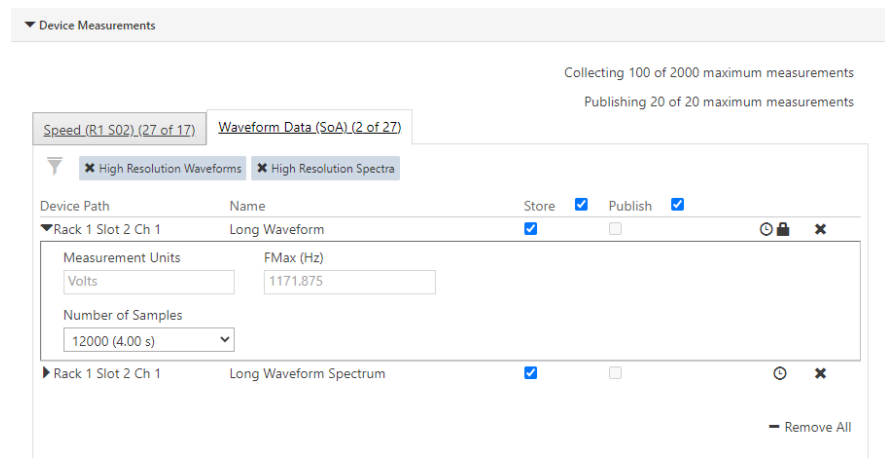 Device Measurements
Collecting 100 of 2000 maximum measurements
Publishing 20 of 20 maximum measurements
Speed (R1 S02) (27 of 17) Waveform Data (SoA) (2 of 27)
High Resolution Waveforms High Resolution Spectra
Device Path Name Store Publish
Rack 1 Slot 2 Ch 1 Long Waveform
Measurement Units FMax (Hz)
Volts 1171.875
Number of Samples
12000 (4.00 s)
Rack 1 Slot 2 Ch 1 Long Waveform Spectrum
Remove All